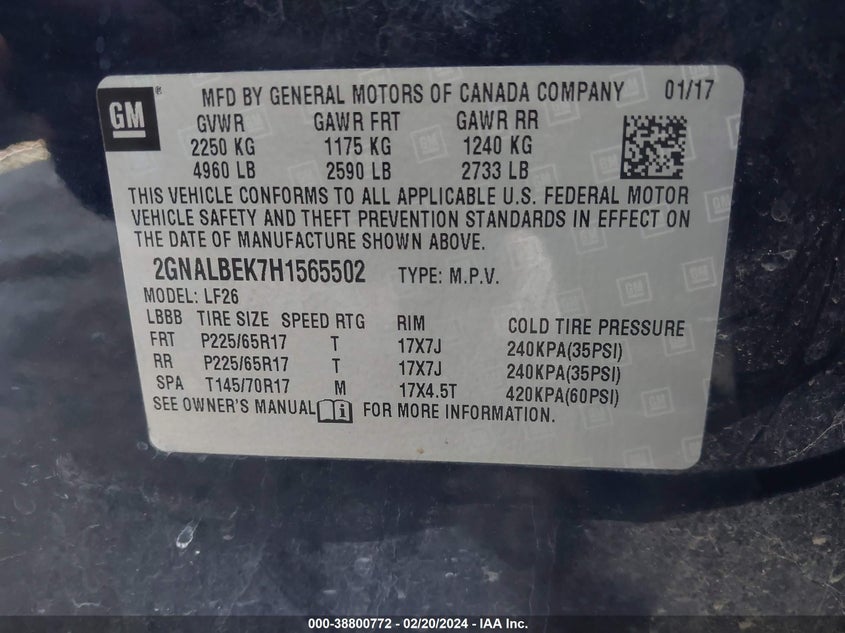 GM ® MFD BY GENERAL MOTORS OF CANADA COMPANY 01/17
GVWR GAWR FRT GAWR RR
2250 KG 1175 KG 1240 KG
4960 LB 2590 LB 2733 LB
THIS VEHICLE CONFORMS TO ALL APPLICABLE U.S. FEDERAL MOTOR
VEHICLE SAFETY AND THEFT PREVENTION STANDARDS IN EFFECT ON
THE DATE OF MANUFACTURE SHOWN ABOVE.
2GNALBEK7H1565502 TYPE: M.P.V.
MODEL: LF26
LBBB TIRE SIZE SPEED RTG RIM COLD TIRE PRESSURE
FRT P225/65R17 T 17X7J 240KPA(35PSI)
RR P225/65R17 T 17X7J 240KPA(35PSI)
SPA T145/70R17 M 17X4.5T 420KPA(60PSI)
SEE OWNER'S MANUAL FOR MORE INFORMATION.
000-38800772 - 02/20/2024 - IAA Inc.